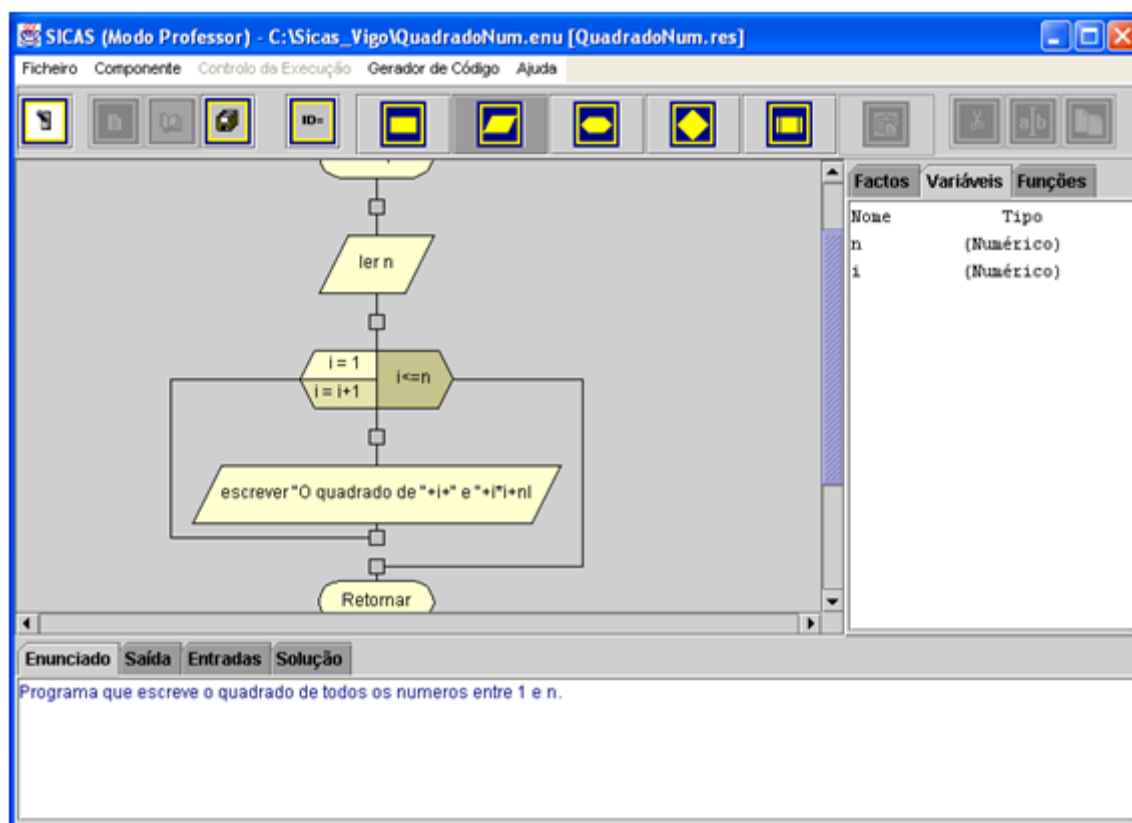 SICAS (Modo Professor) - C:\Sicas_Vigo\QuadradoNum.enu [QuadradoNum.res]
Ficheiro Componente Controlo da Execução Gerador de Código Ajuda
ID=
a|b
Factos Variáveis Funções
Nome Tipo
n (Numérico)
i (Numérico)
ler n
i = 1
i = i+1
i<=n
escrever "O quadrado de "+i+" e "+i*i+nl
Retornar
Enunciado Saída Entradas Solução
Programa que escreve o quadrado de todos os numeros entre 1 e n.